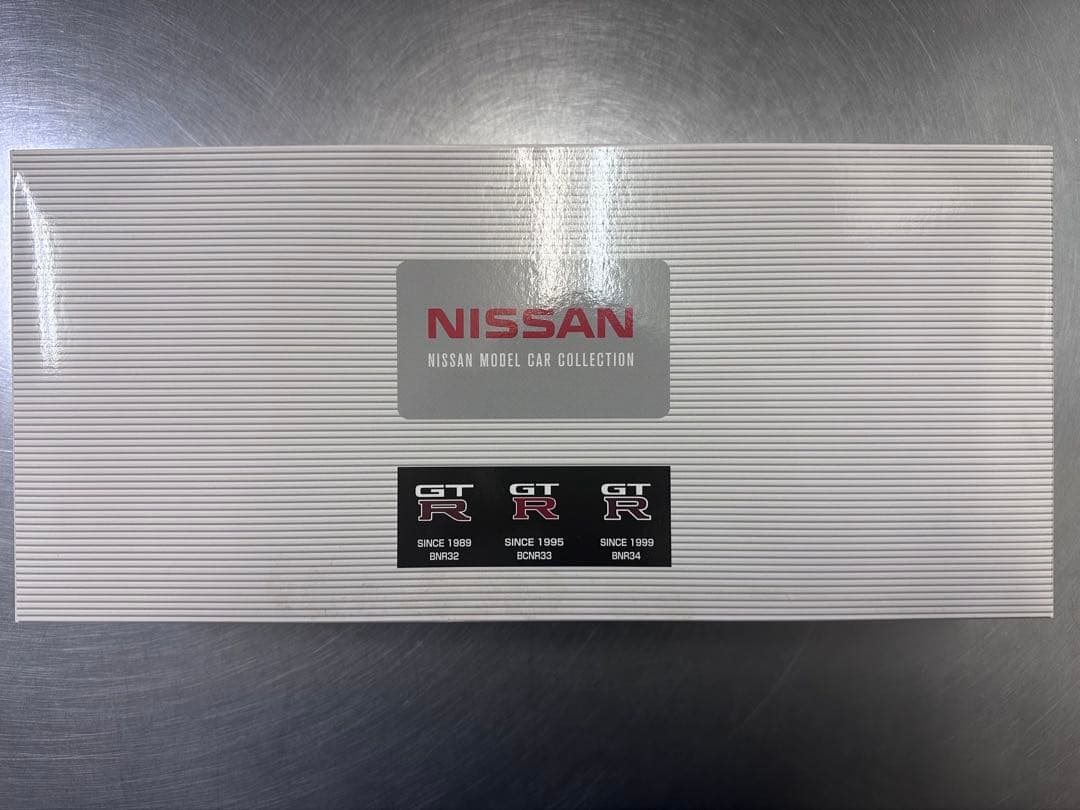 NISSAN
NISSAN MODEL CAR COLLECTION
GT R GT R GT R
SINCE 1989 SINCE 1995 SINCE 1999
BNR32 BCNR33 BNR34